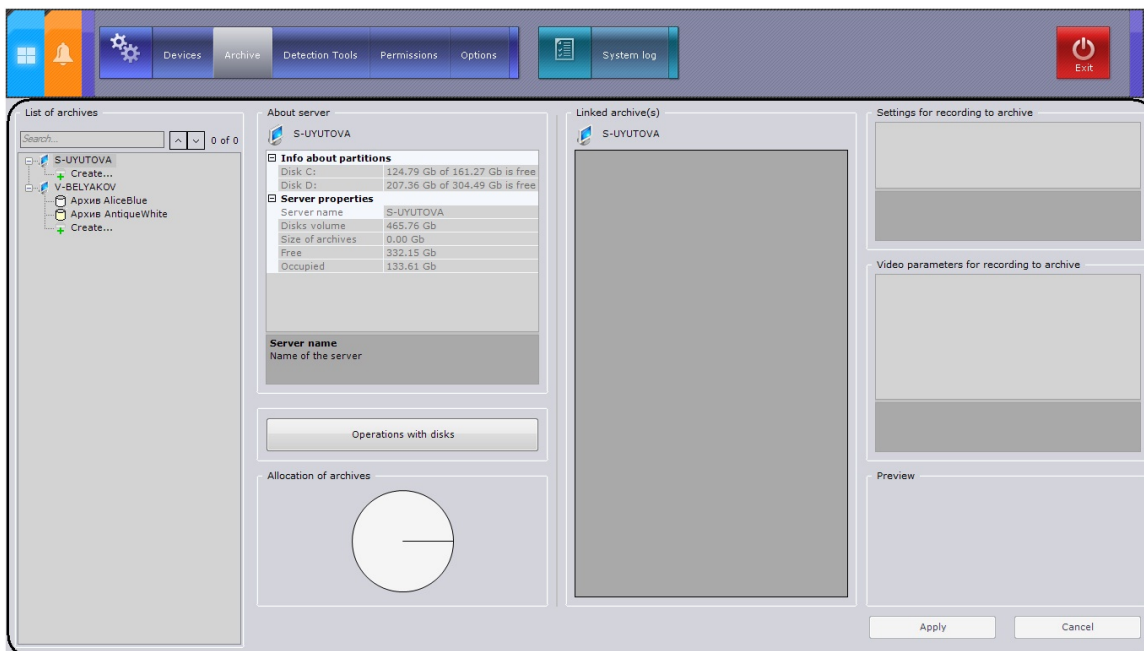 Devices
Archive
Detection Tools
Permissions
Options
System log
Exit
List of archives
Search...
0 of 0
S-UYUTOVA
Create...
V-BELYAKOV
Архив AliceBlue
Архив AntiqueWhite
Create...
About server
S-UYUTOVA
Info about partitions
Disk C: 124.79 Gb of 161.27 Gb is free
Disk D: 207.36 Gb of 304.49 Gb is free
Server properties
Server name S-UYUTOVA
Disks volume 465.76 Gb
Size of archives 0.00 Gb
Free 332.15 Gb
Occupied 133.61 Gb
Server name
Name of the server
Operations with disks
Allocation of archives
Linked archive(s)
S-UYUTOVA
Settings for recording to archive
Video parameters for recording to archive
Preview
Apply
Cancel